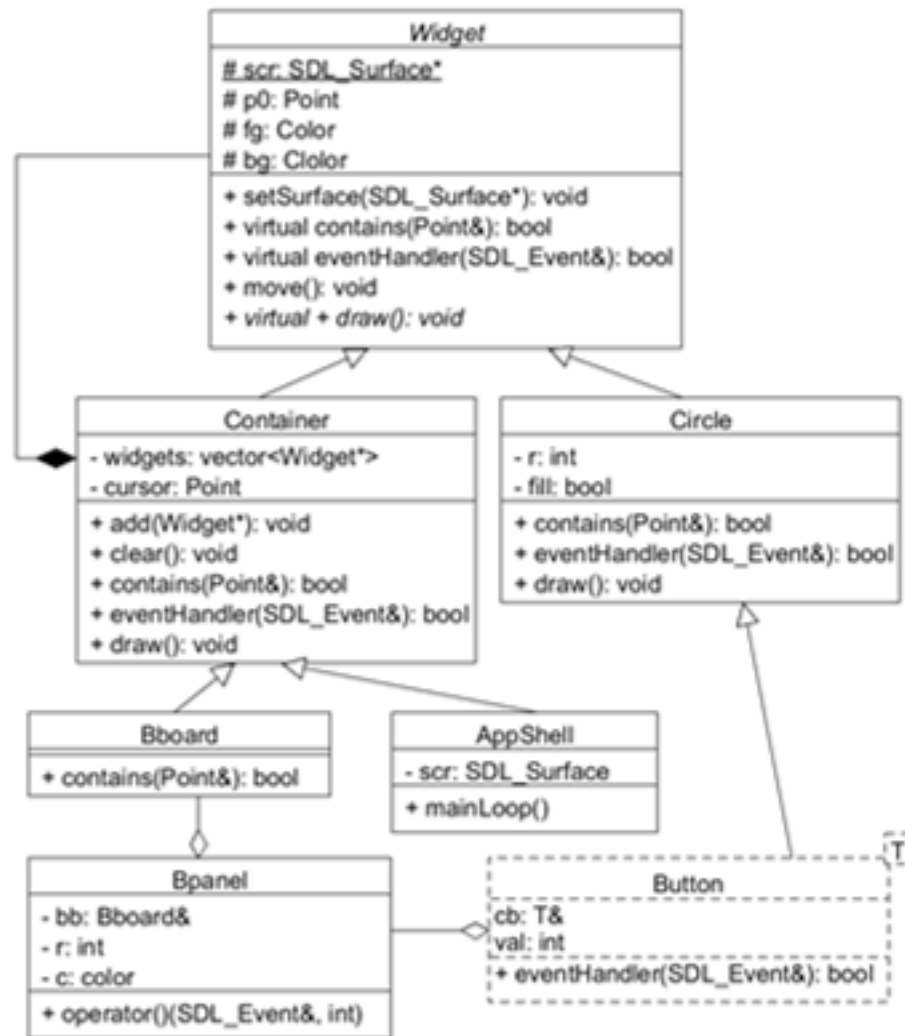 Widget
# scr: SDL_Surface*
# p0: Point
# fg: Color
# bg: Clolor
+ setSurface(SDL_Surface*): void
+ virtual contains(Point&): bool
+ virtual eventHandler(SDL_Event&): bool
+ move(): void
+ virtual + draw(): void
Container
- widgets: vector<Widget*>
- cursor: Point
+ add(Widget*): void
+ clear(): void
+ contains(Point&): bool
+ eventHandler(SDL_Event&): bool
+ draw(): void
Circle
- r: int
- fill: bool
+ contains(Point&): bool
+ eventHandler(SDL_Event&): bool
+ draw(): void
Bboard
+ contains(Point&): bool
AppShell
- scr: SDL_Surface
+ mainLoop()
Bpanel
- bb: Bboard&
- r: int
- c: color
+ operator()(SDL_Event&, int)
T
Button
cb: T&
val: int
+ eventHandler(SDL_Event&): bool